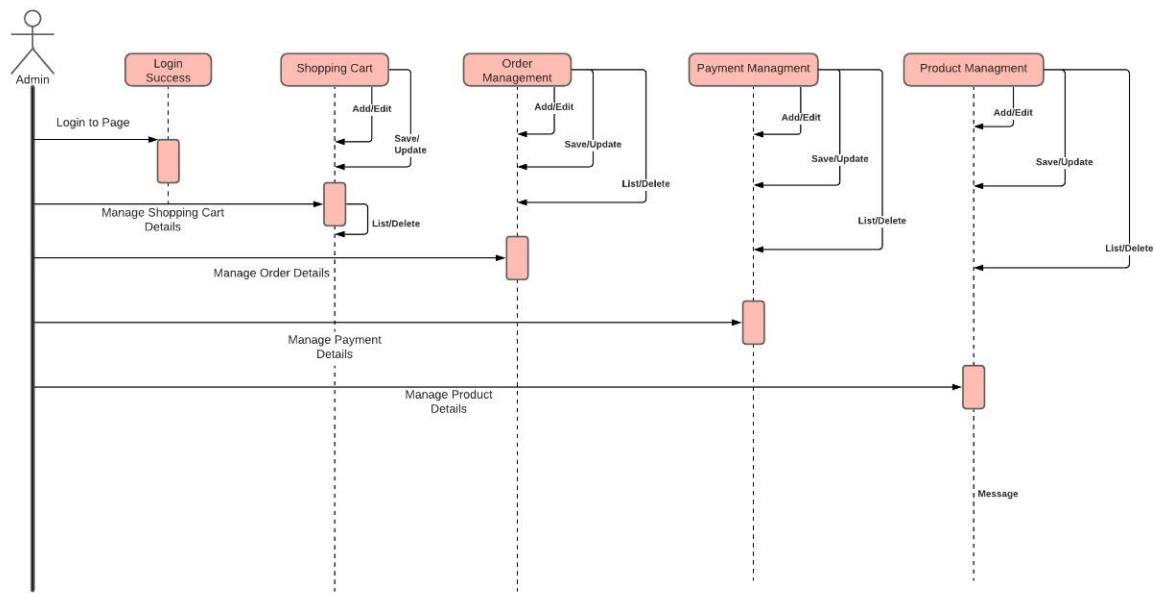 Admin
Login
Success
Shopping Cart
Order
Management
Payment Managment
Product Managment
Add/Edit
Save/
Update
Add/Edit
Save/Update
List/Delete
Add/Edit
Save/Update
List/Delete
Add/Edit
Save/Update
List/Delete
Login to Page
Manage Shopping Cart
Details
List/Delete
Manage Order Details
Manage Payment
Details
Manage Product
Details
Message